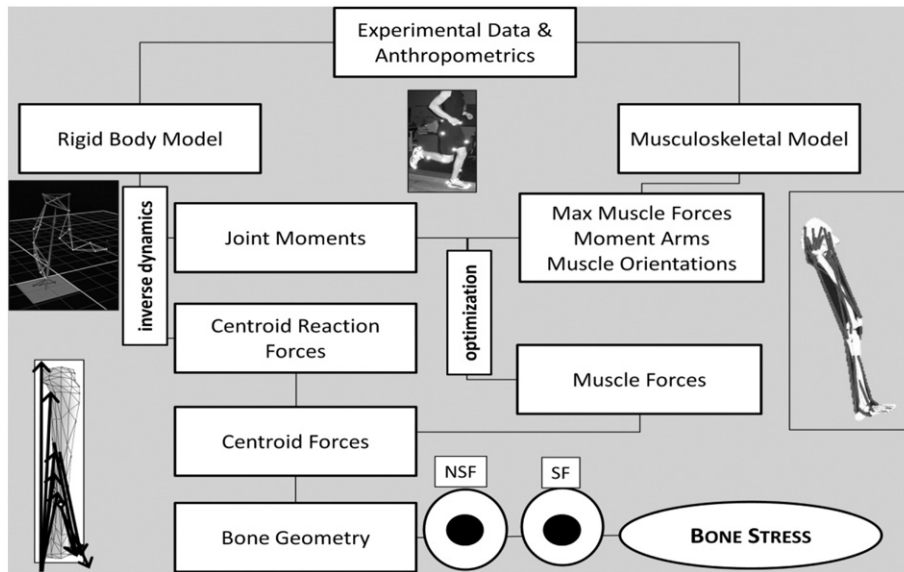 Experimental Data &
Anthropometrics
Rigid Body Model
Musculoskeletal Model
inverse dynamics
Joint Moments
Max Muscle Forces
Moment Arms
Muscle Orientations
optimization
Centroid Reaction
Forces
Muscle Forces
Centroid Forces
NSF
SF
Bone Geometry
BONE STRESS